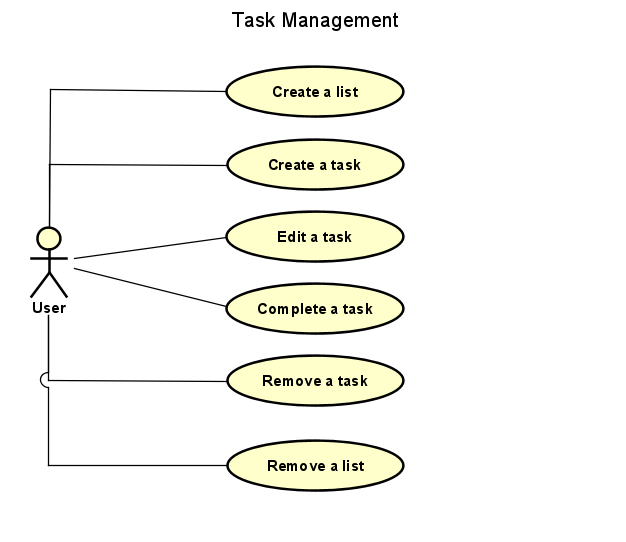 Task Management
Create a list
Create a task
Edit a task
Complete a task
User
Remove a task
Remove a list